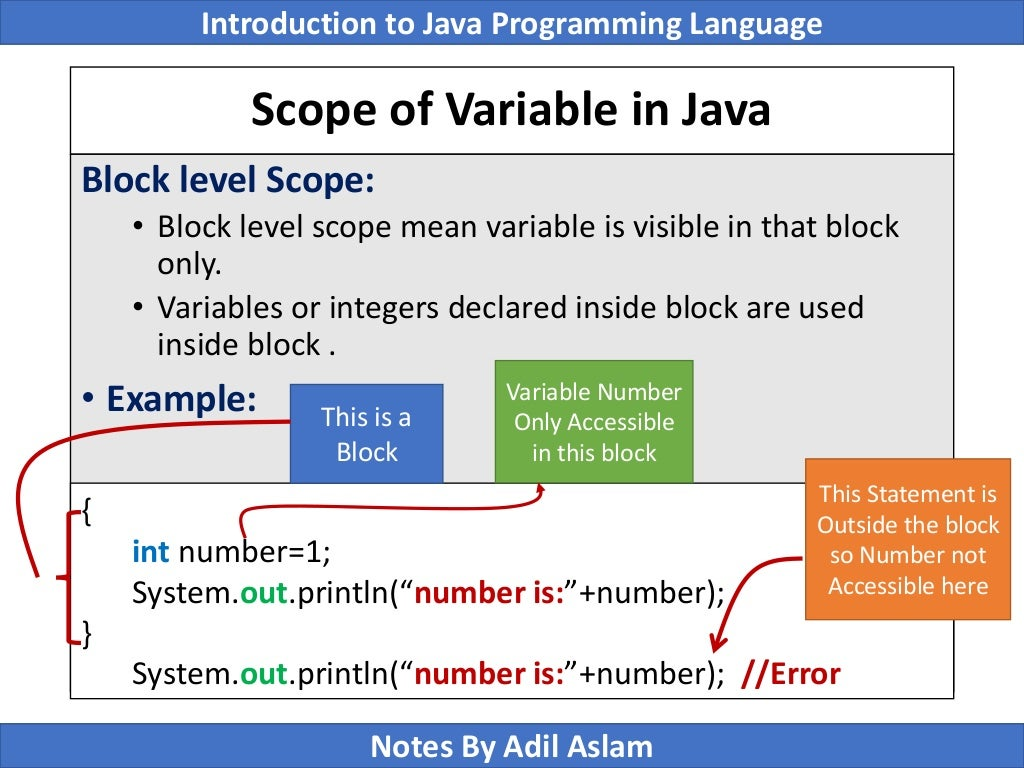 Introduction to Java Programming Language
Scope of Variable in Java
Block level Scope:
• Block level scope mean variable is visible in that block
only.
• Variables or integers declared inside block are used
inside block .
• Example:
This is a
Block
Variable Number
Only Accessible
in this block
This Statement is
Outside the block
so Number not
Accessible here
{
int number=1;
System.out.println(“number is:”+number);
}
System.out.println(“number is:”+number); //Error
Notes By Adil Aslam